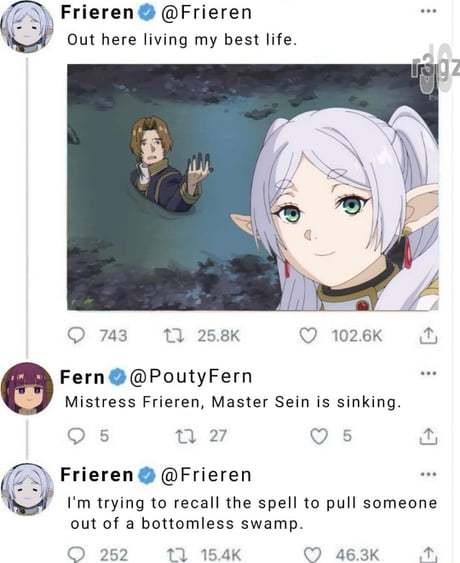 Frieren @Frieren
Out here living my best life.
743 25.8K 102.6K
Fern @PoutyFern
Mistress Frieren, Master Sein is sinking.
5 27 5
Frieren @Frieren
I'm trying to recall the spell to pull someone
out of a bottomless swamp.
252 15.4K 46.3K